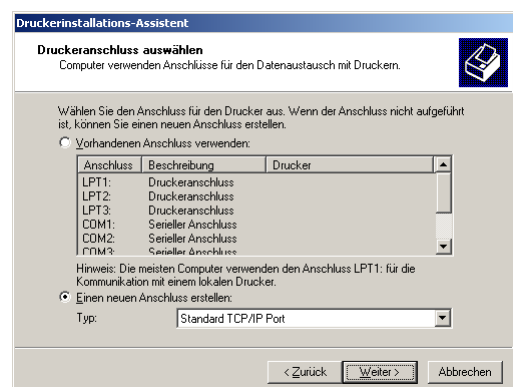 Druckerinstallations-Assistent
Druckeranschluss auswählen
Computer verwenden Anschlüsse für den Datenaustausch mit Druckern.
Wählen Sie den Anschluss für den Drucker aus. Wenn der Anschluss nicht aufgeführt
ist, können Sie einen neuen Anschluss erstellen.
Vorhandenen Anschluss verwenden:
Anschluss Beschreibung Drucker
LPT1: Druckeranschluss
LPT2: Druckeranschluss
LPT3: Druckeranschluss
COM1: Serieller Anschluss
COM2: Serieller Anschluss
COM3: Serieller Anschluss
Hinweis: Die meisten Computer verwenden den Anschluss LPT1: für die
Kommunikation mit einem lokalen Drucker.
Einen neuen Anschluss erstellen:
Typ: Standard TCP/IP Port
< Zurück Weiter > Abbrechen